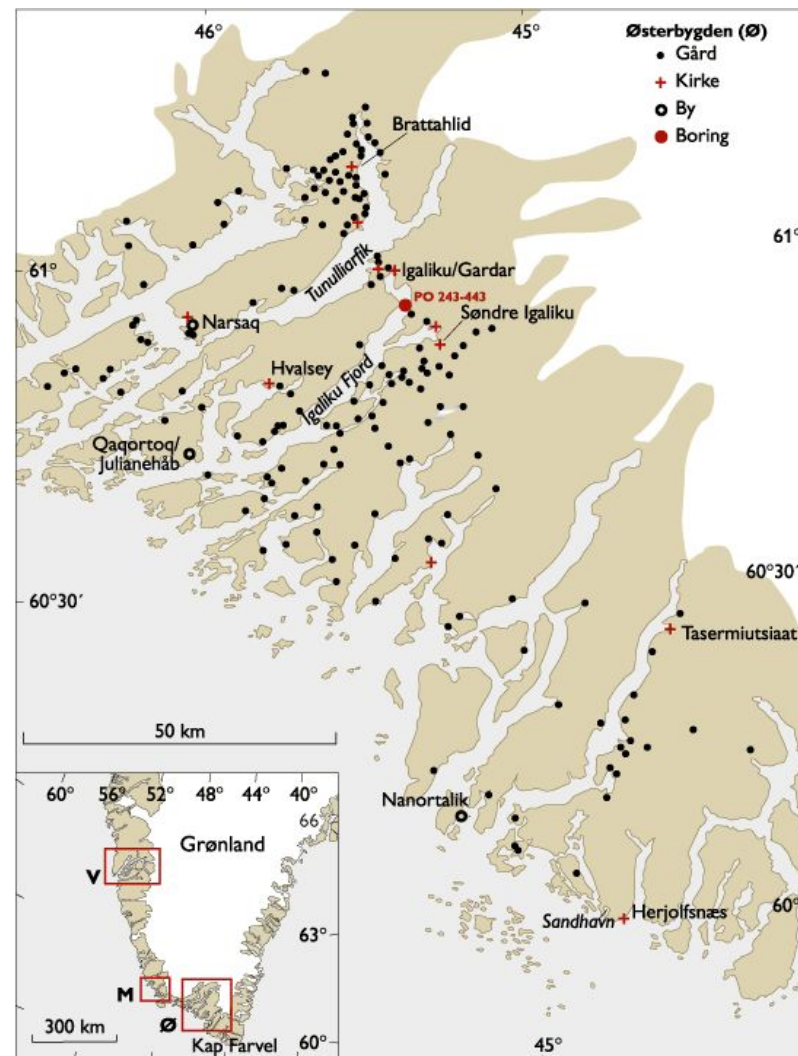 46°
45°
Østerbygden (Ø)
Gård
Kirke
By
Boring
Brattahlid
61°
61°
Tunulliarfik
Igaliku/Gardar
PO 243-443
Søndre Igaliku
Narsaq
Hvalsey
Igaliku Fjord
Qaqortoq/
Julianehåb
60°30´
60°30´
Tasermiutsiaat
50 km
Nanortalik
60°
Sandhavn
Herjolfsnæs
45°
60°
56°
52°
48°
44°
40°
66
Grønland
V
63°
M
Ø
300 km
Kap Farvel
60°